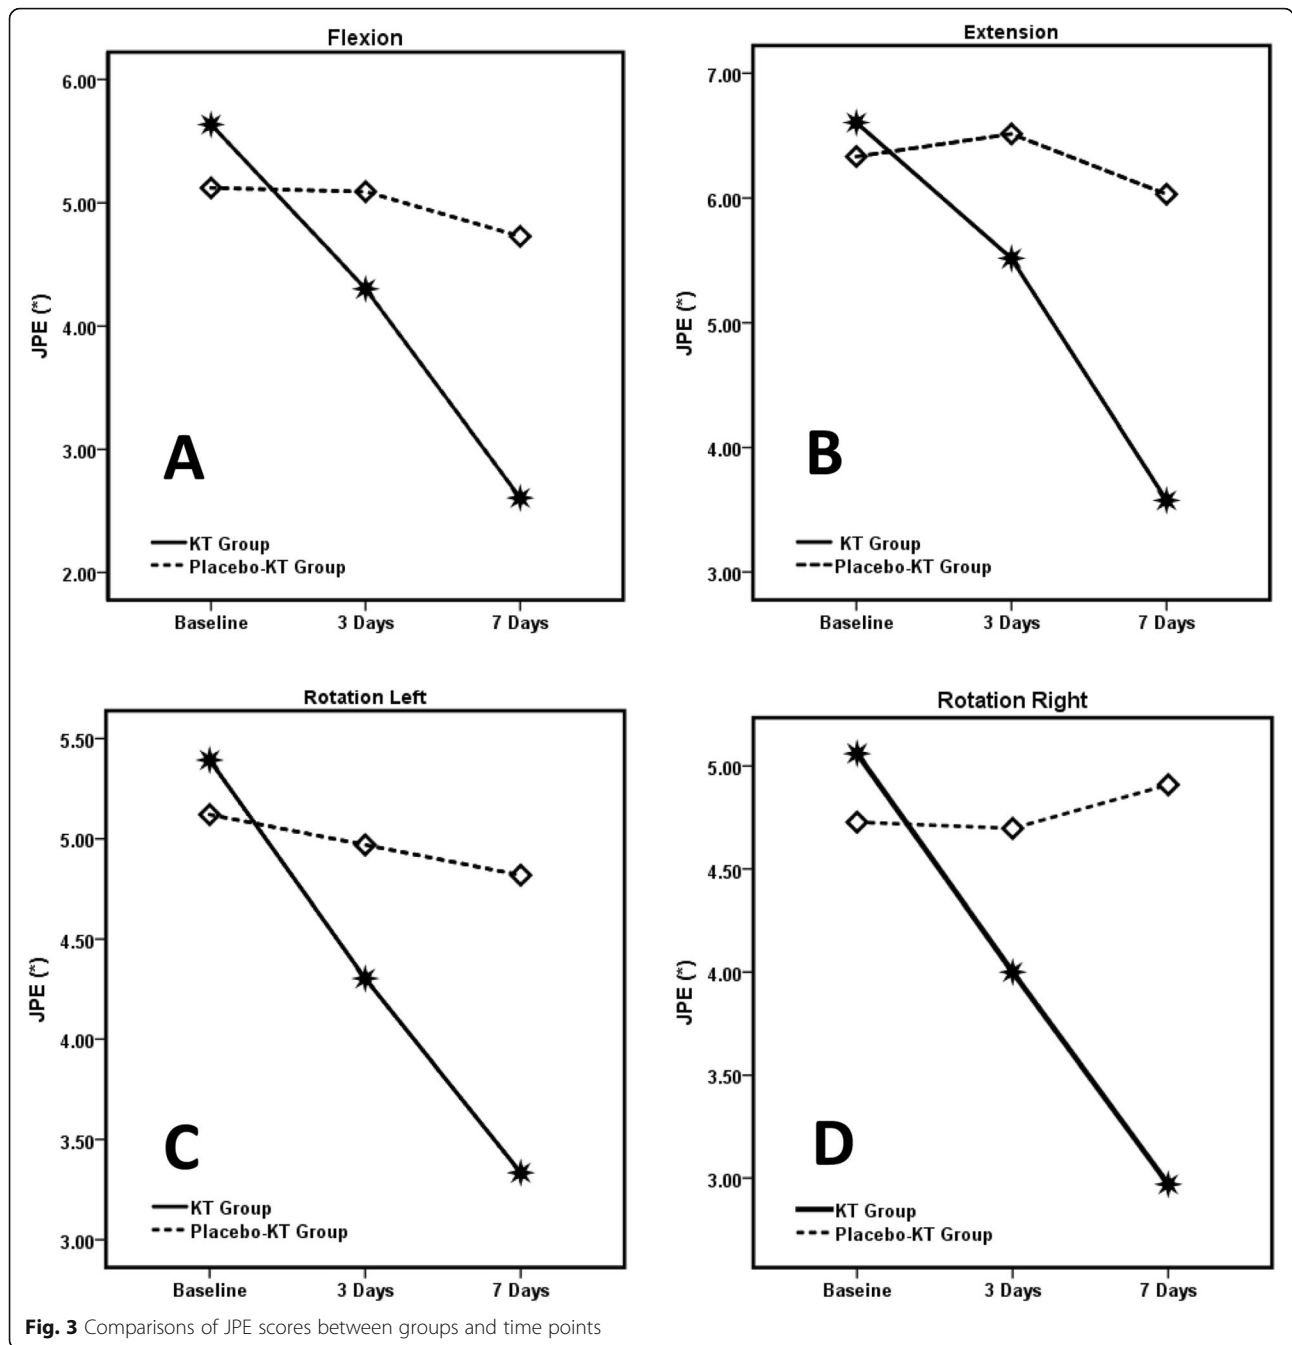 Flexion
6.00
5.00
4.00
3.00
2.00
JPE (*)
A
KT Group
Placebo-KT Group
Baseline 3 Days 7 Days
Extension
7.00
6.00
5.00
4.00
3.00
JPE (*)
B
KT Group
Placebo-KT Group
Baseline 3 Days 7 Days
Rotation Left
5.50
5.00
4.50
4.00
3.50
3.00
JPE (*)
C
KT Group
Placebo-KT Group
Baseline 3 Days 7 Days
Rotation Right
5.00
4.50
4.00
3.50
3.00
JPE (*)
D
KT Group
Placebo-KT Group
Baseine 3 Days 7 Days
Fig. 3 Comparisons of JPE scores between groups and time points